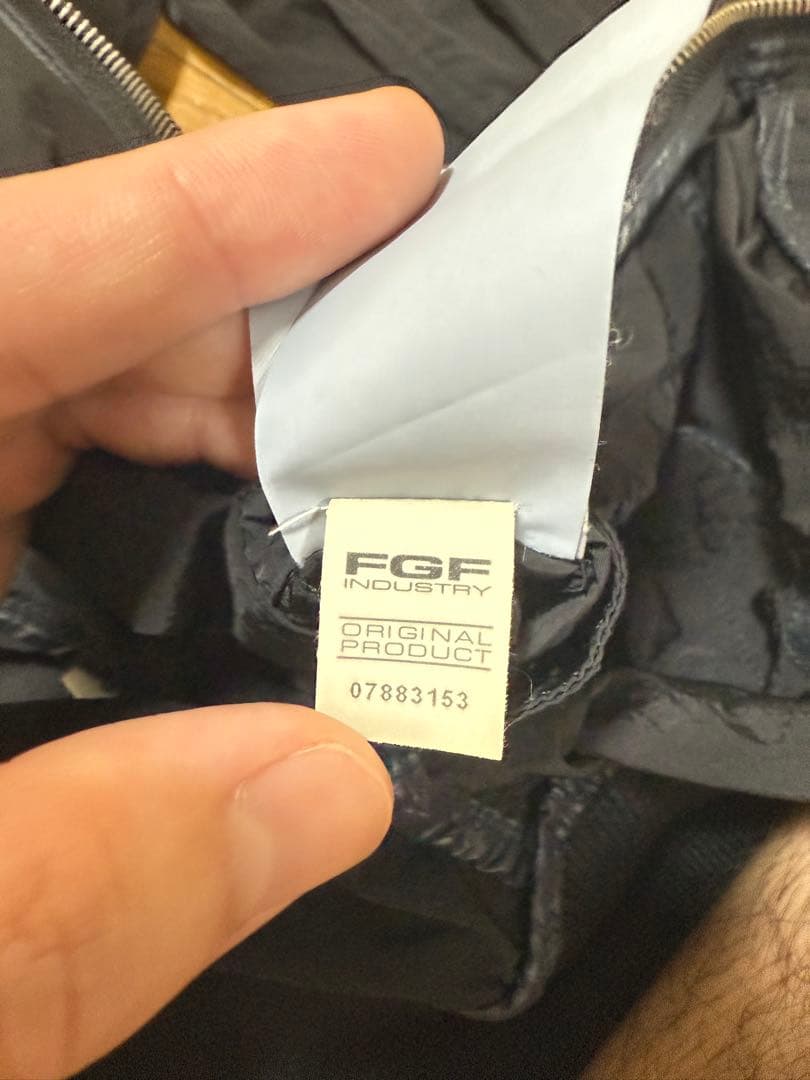 FGF
INDUSTRY
ORIGINAL
PRODUCT
07883153